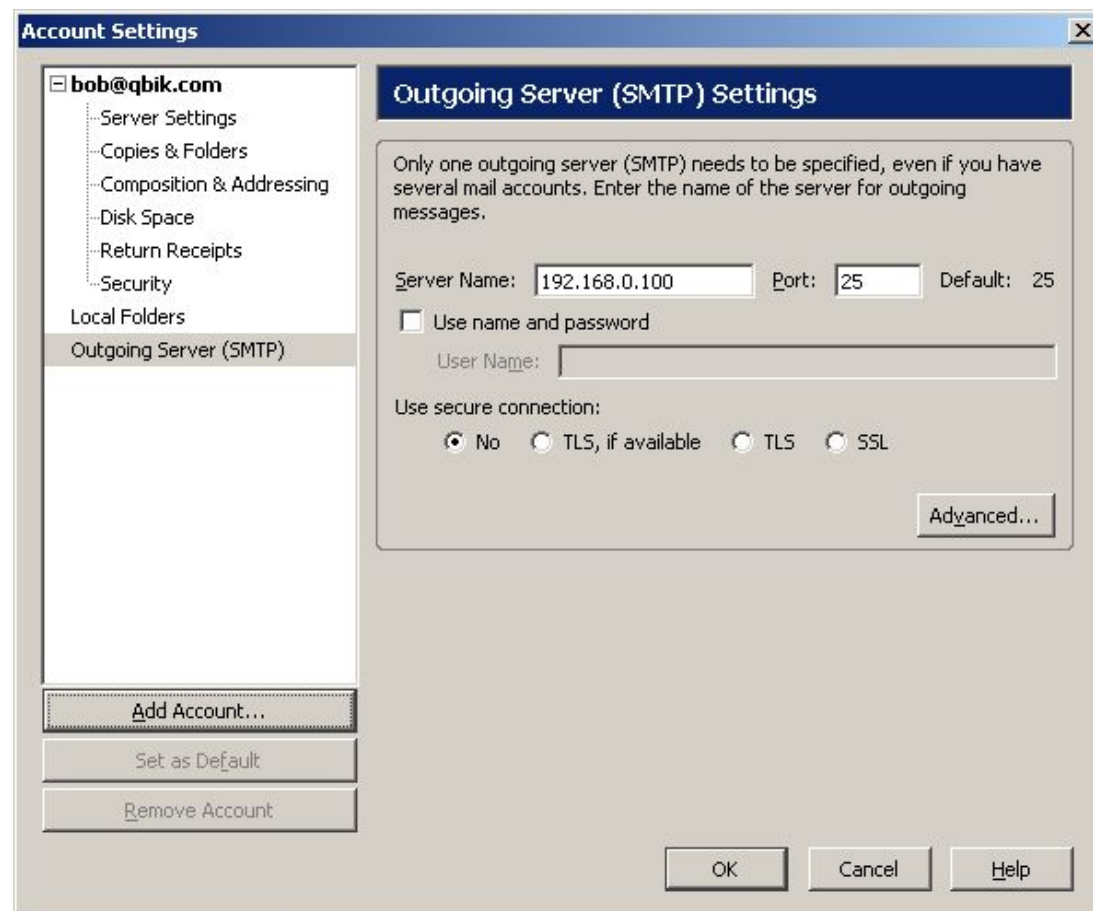 Account Settings
bob@qbik.com
Server Settings
Copies & Folders
Composition & Addressing
Disk Space
Return Receipts
Security
Local Folders
Outgoing Server (SMTP)
Add Account...
Set as Default
Remove Account
Outgoing Server (SMTP) Settings
Only one outgoing server (SMTP) needs to be specified, even if you have
several mail accounts. Enter the name of the server for outgoing
messages.
Server Name: 192.168.0.100 Port: 25 Default: 25
Use name and password
User Name:
Use secure connection:
No TLS, if available TLS SSL
Advanced...
OK Cancel Help